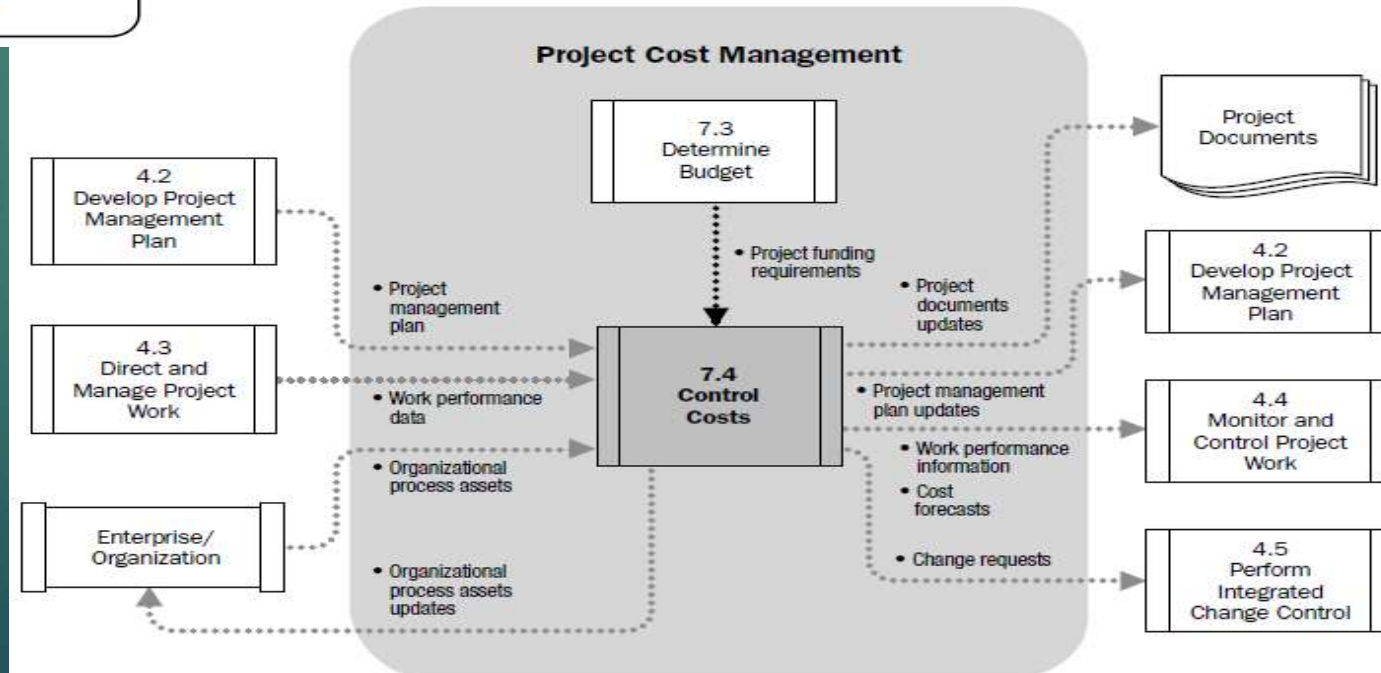 Project Cost Management
7.3
Determine
Budget
Project
Documents
4.2
Develop Project
Management
Plan
• Project funding
requirements
• Project
management
plan
• Project
documents
updates
4.2
Develop Project
Management
Plan
4.3
Direct and
Manage Project
Work
• Work performance
data
7.4
Control
Costs
• Project management
plan updates
4.4
Monitor and
Control Project
Work
• Work performance
information
• Cost
forecasts
• Organizational
process assets
Enterprise/
Organization
• Organizational
process assets
updates
• Change requests
4.5
Perform
Integrated
Change Control